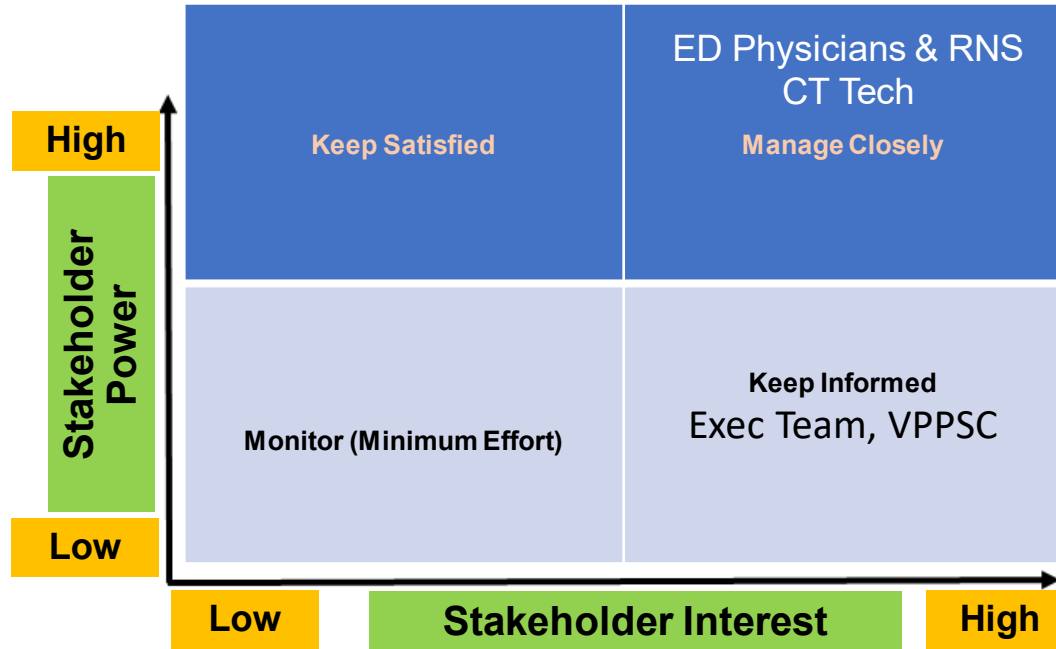 ED Physicians & RNS
CT Tech
High
Keep Satisfied
Manage Closely
Stakeholder
Power
Keep Informed
Exec Team, VPPSC
Monitor (Minimum Effort)
Low
Low
Stakeholder Interest
High